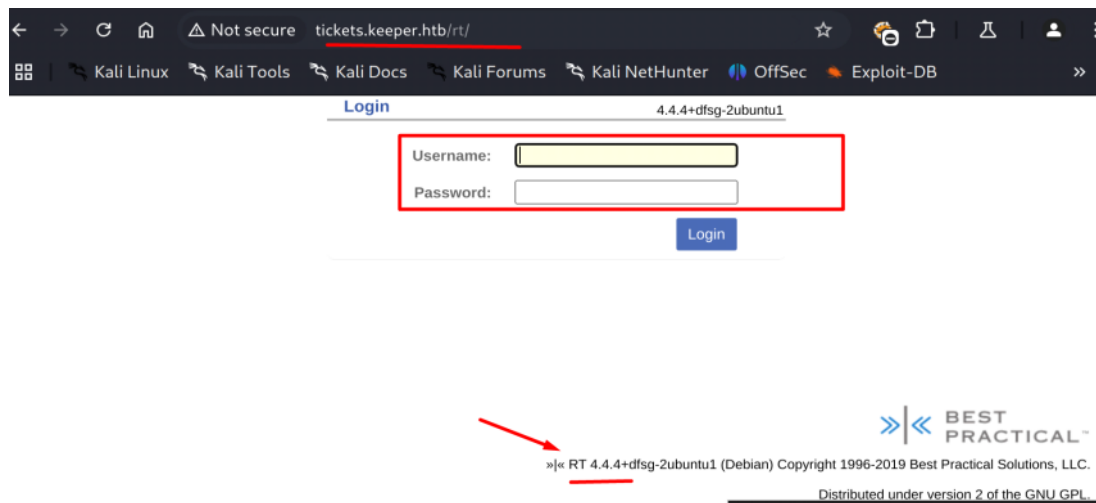 Not secure tickets.keeper.htb/rt/
Kali Linux Kali Tools Kali Docs Kali Forums Kali NetHunter OffSec Exploit-DB »
Login 4.4.4+dfsg-2ubuntu1
Username:
Password:
Login
»|« BEST
PRACTICAL™
»|« RT 4.4.4+dfsg-2ubuntu1 (Debian) Copyright 1996-2019 Best Practical Solutions, LLC.
Distributed under version 2 of the GNU GPL.